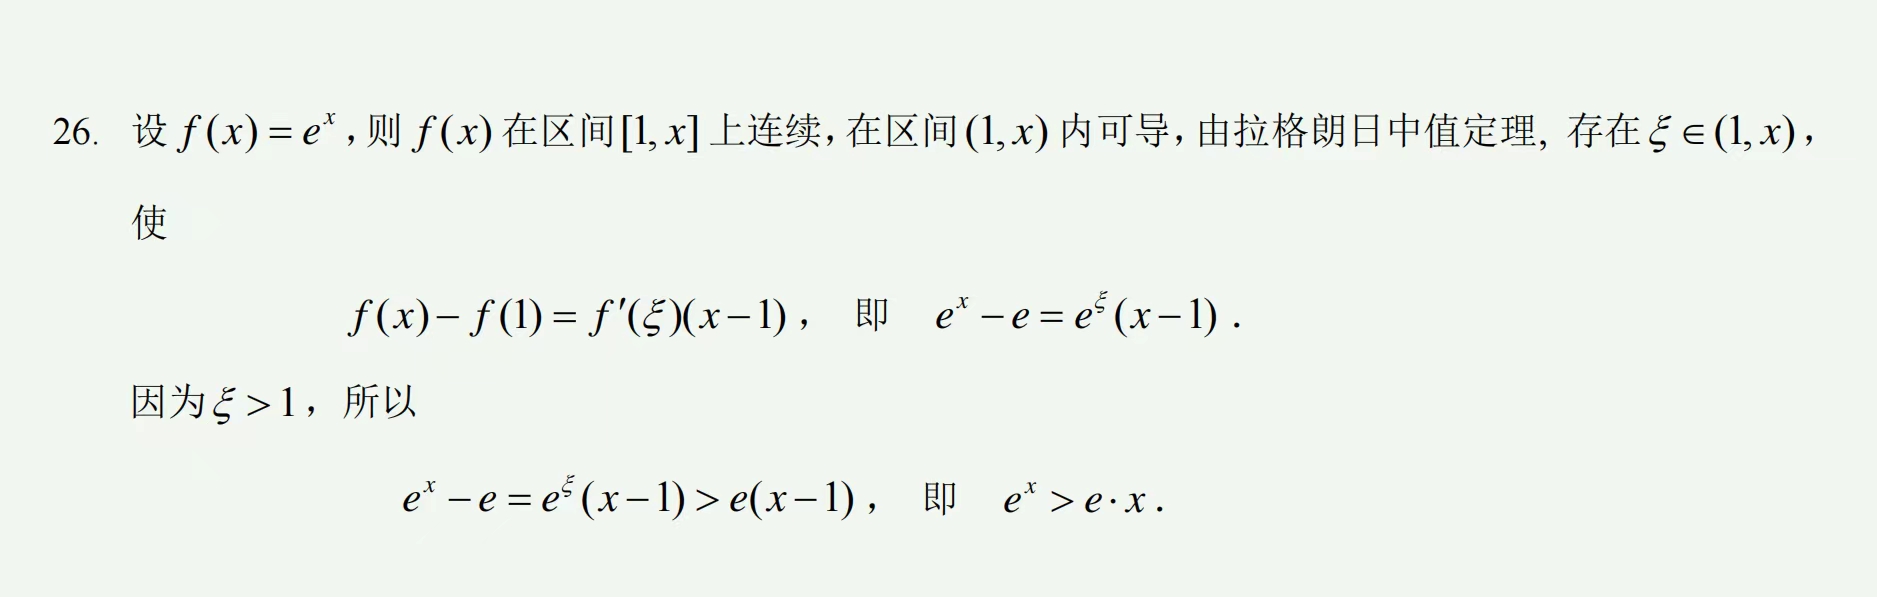 26. 设 f(x) = e^x，则 f(x) 在区间[1, x] 上连续，在区间(1, x) 内可导，由拉格朗日中值定理, 存在 ξ ∈ (1, x)，
使
f(x) − f(1) = f′(ξ)(x − 1)， 即 e^x − e = e^ξ (x − 1) .
因为 ξ > 1，所以
e^x − e = e^ξ (x − 1) > e(x − 1)， 即 e^x > e · x .